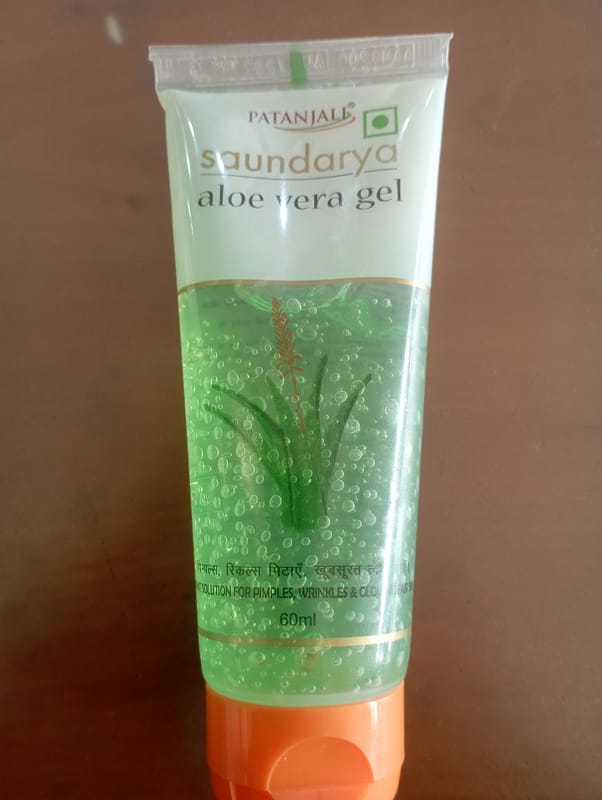 PATANJALI®
saundarya
aloe vera gel
रिंकल्स मिटाएँ, खूबसूरत
SOLUTION FOR PIMPLES, WRINKLES &
60ml